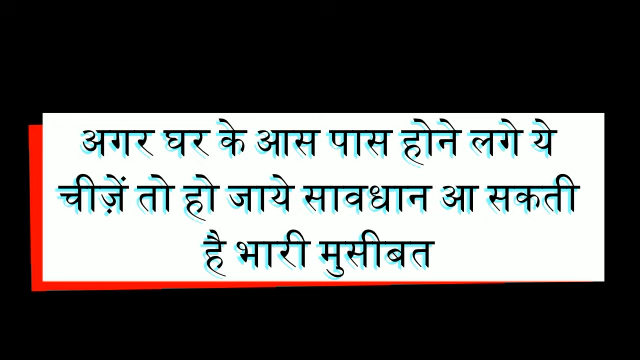 अगर घर के आस पास होने लगे ये
चीज़ें तो हो जाये सावधान आ सकती
है भारी मुसीबत